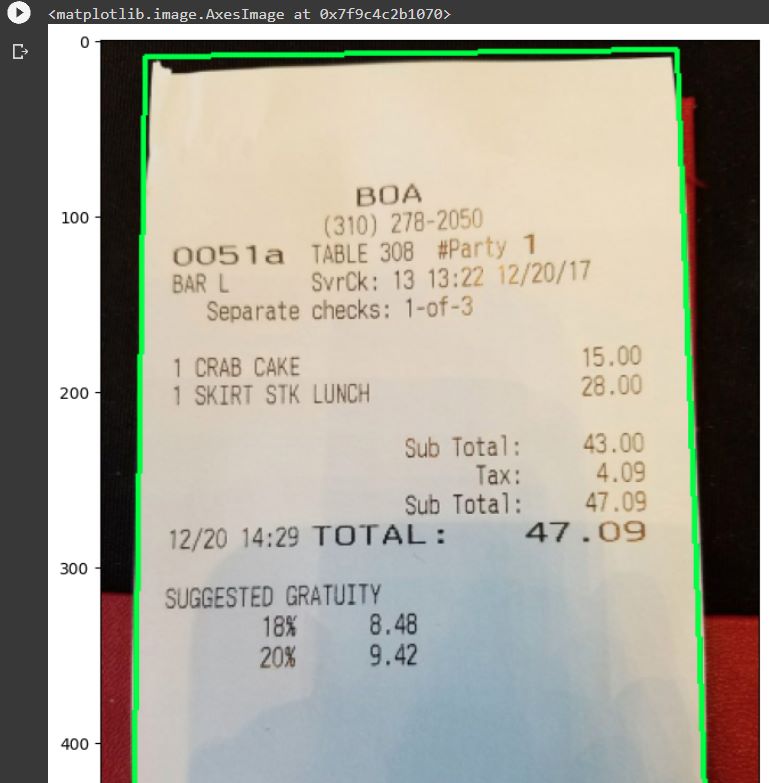 <matplotlib.image.AxesImage at 0x7f9c4c2b1070>
0
100
200
300
400
BOA
(310) 278-2050
0051a TABLE 308 #Party 1
BAR L SvrCk: 13 13:22 12/20/17
Separate checks: 1-of-3
1 CRAB CAKE 15.00
1 SKIRT STK LUNCH 28.00
Sub Total: 43.00
Tax: 4.09
Sub Total: 47.09
12/20 14:29 TOTAL: 47.09
SUGGESTED GRATUITY
18% 8.48
20% 9.42